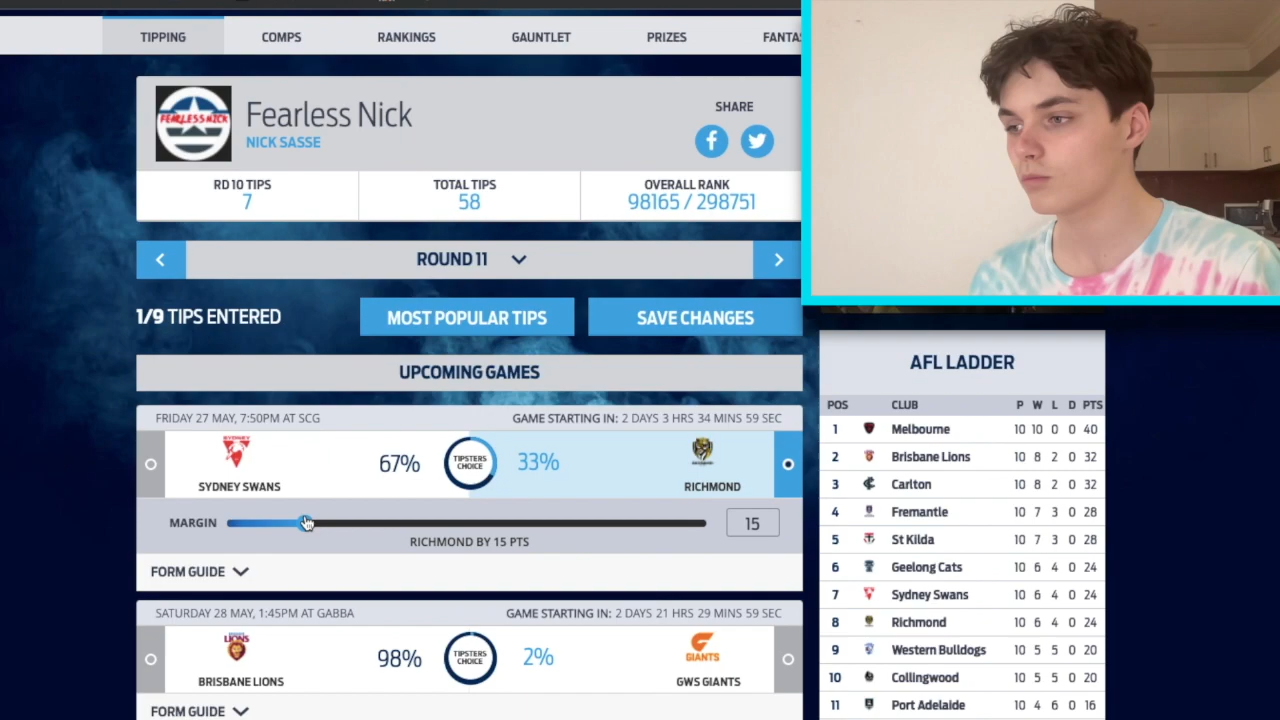 TIPPING COMPS RANKINGS GAUNTLET PRIZES FANTAS
FEARLESS NICK
Fearless Nick
NICK SASSE
SHARE
RD 10 TIPS
7
TOTAL TIPS
58
OVERALL RANK
98165 / 298751
ROUND 11
1/9 TIPS ENTERED
MOST POPULAR TIPS
SAVE CHANGES
UPCOMING GAMES
FRIDAY 27 MAY, 7:50PM AT SCG GAME STARTING IN: 2 DAYS 3 HRS 34 MINS 59 SEC
SYDNEY SWANS
67%
TIPSTERS
CHOICE
33%
RICHMOND
MARGIN
15
RICHMOND BY 15 PTS
FORM GUIDE
SATURDAY 28 MAY, 1:45PM AT GABBA GAME STARTING IN: 2 DAYS 21 HRS 29 MINS 59 SEC
LIONS
BRISBANE LIONS
98%
TIPSTERS
CHOICE
2%
GIANTS
GWS GIANTS
FORM GUIDE
AFL LADDER
POS CLUB P W L D PTS
1 Melbourne 10 10 0 0 40
2 Brisbane Lions 10 8 2 0 32
3 Carlton 10 8 2 0 32
4 Fremantle 10 7 3 0 28
5 St Kilda 10 7 3 0 28
6 Geelong Cats 10 6 4 0 24
7 Sydney Swans 10 6 4 0 24
8 Richmond 10 6 4 0 24
9 Western Bulldogs 10 5 5 0 20
10 Collingwood 10 5 5 0 20
11 Port Adelaide 10 4 6 0 16